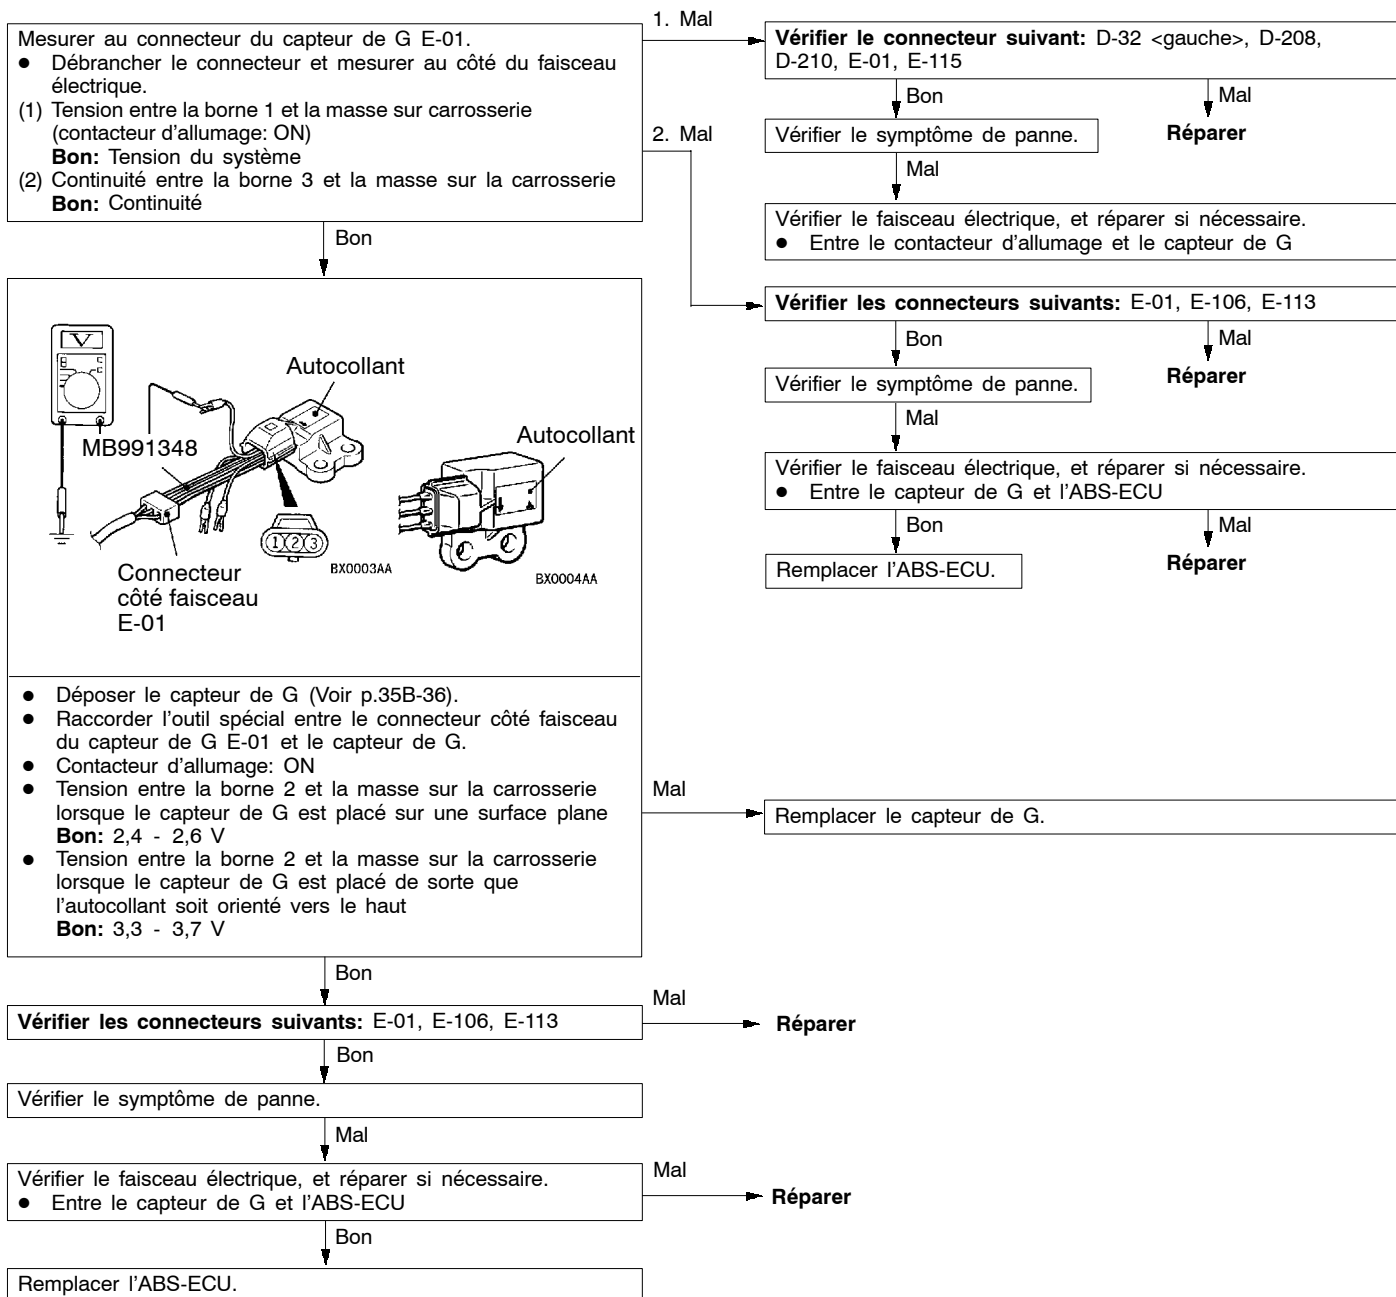 Mesurer au connecteur du capteur de G E-01.
● Débrancher le connecteur et mesurer au côté du faisceau
électrique.
(1) Tension entre la borne 1 et la masse sur carrosserie
(contacteur d'allumage: ON)
Bon: Tension du système
(2) Continuité entre la borne 3 et la masse sur la carrosserie
Bon: Continuité
1. Mal
Vérifier le connecteur suivant: D-32 <gauche>, D-208,
D-210, E-01, E-115
Bon
Mal
Vérifier le symptôme de panne.
Réparer
Mal
Vérifier le faisceau électrique, et réparer si nécessaire.
● Entre le contacteur d'allumage et le capteur de G
2. Mal
Vérifier les connecteurs suivants: E-01, E-106, E-113
Bon
Mal
Vérifier le symptôme de panne.
Réparer
Mal
Vérifier le faisceau électrique, et réparer si nécessaire.
● Entre le capteur de G et l'ABS-ECU
Bon
Mal
Remplacer l'ABS-ECU.
Réparer
Bon
V
Autocollant
MB991348
Autocollant
1 2 3
BX0003AA
BX0004AA
Connecteur
côté faisceau
E-01
● Déposer le capteur de G (Voir p.35B-36).
● Raccorder l'outil spécial entre le connecteur côté faisceau
du capteur de G E-01 et le capteur de G.
● Contacteur d'allumage: ON
● Tension entre la borne 2 et la masse sur la carrosserie
lorsque le capteur de G est placé sur une surface plane
Bon: 2,4 - 2,6 V
● Tension entre la borne 2 et la masse sur la carrosserie
lorsque le capteur de G est placé de sorte que
l'autocollant soit orienté vers le haut
Bon: 3,3 - 3,7 V
Mal
Remplacer le capteur de G.
Bon
Vérifier les connecteurs suivants: E-01, E-106, E-113
Mal
Réparer
Bon
Vérifier le symptôme de panne.
Mal
Vérifier le faisceau électrique, et réparer si nécessaire.
● Entre le capteur de G et l'ABS-ECU
Mal
Réparer
Bon
Remplacer l'ABS-ECU.